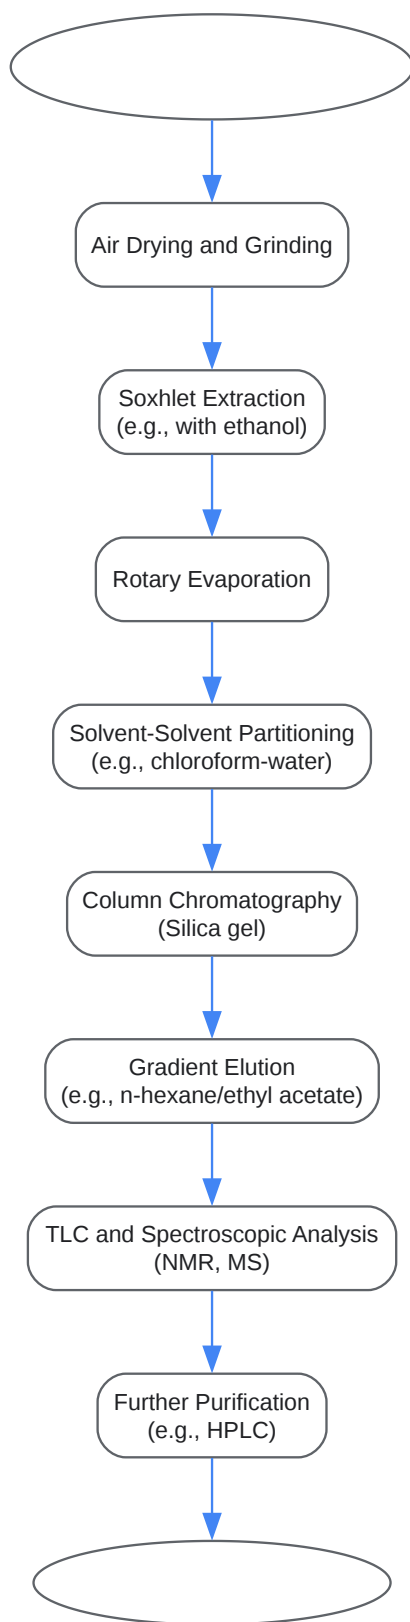 Air Drying and Grinding
Soxhlet Extraction
(e.g., with ethanol)
Rotary Evaporation
Solvent-Solvent Partitioning
(e.g., chloroform-water)
Column Chromatography
(Silica gel)
Gradient Elution
(e.g., n-hexane/ethyl acetate)
TLC and Spectroscopic Analysis
(NMR, MS)
Further Purification
(e.g., HPLC)